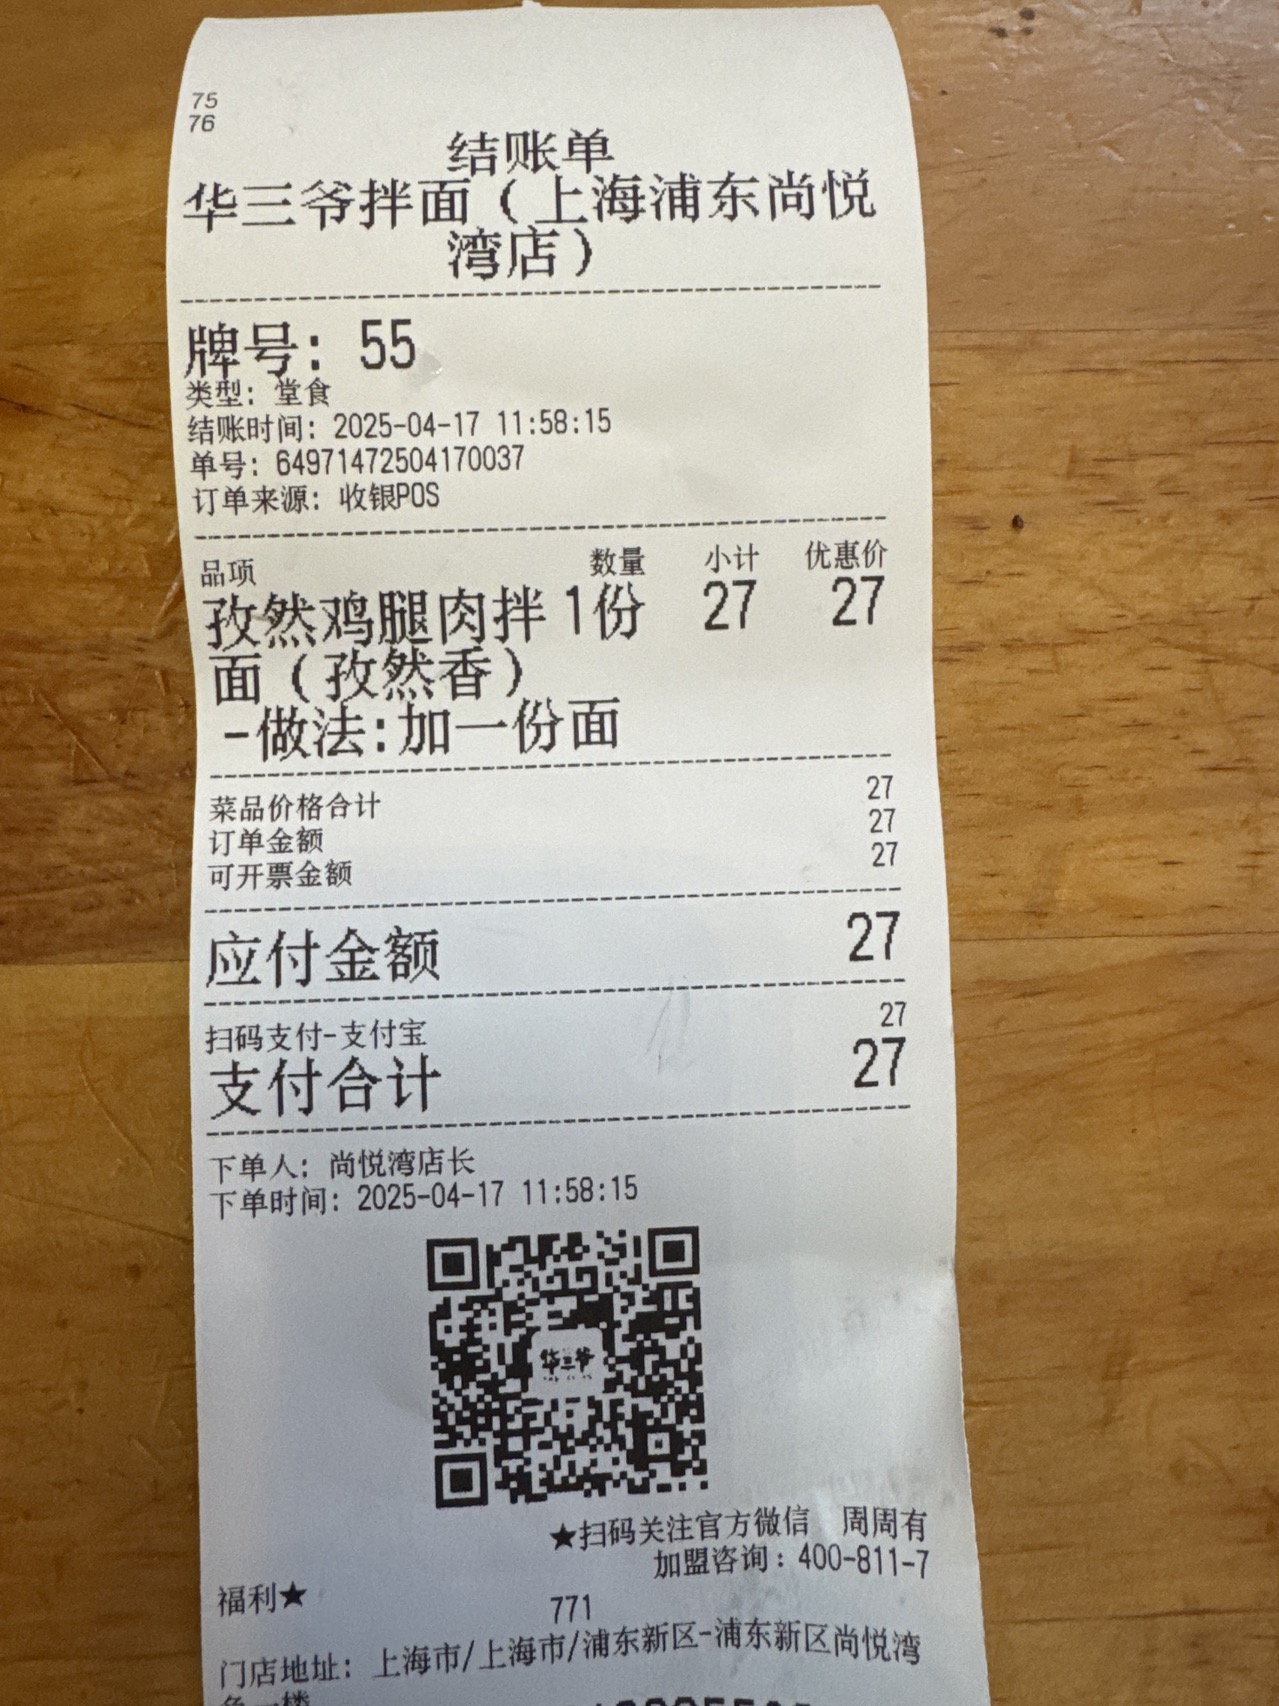 75
76
结账单
华三爷拌面（上海浦东尚悦
湾店）
牌号: 55
类型: 堂食
结账时间: 2025-04-17 11:58:15
单号: 64971472504170037
订单来源: 收银POS
品项 数量 小计 优惠价
孜然鸡腿肉拌 1份 27 27
面（孜然香）
-做法:加一份面
菜品价格合计 27
订单金额 27
可开票金额 27
应付金额 27
扫码支付-支付宝 27
支付合计 27
下单人: 尚悦湾店长
下单时间: 2025-04-17 11:58:15
华三爷
★扫码关注官方微信 周周有
加盟咨询：400-811-7
福利★
771
门店地址: 上海市/上海市/浦东新区-浦东新区尚悦湾